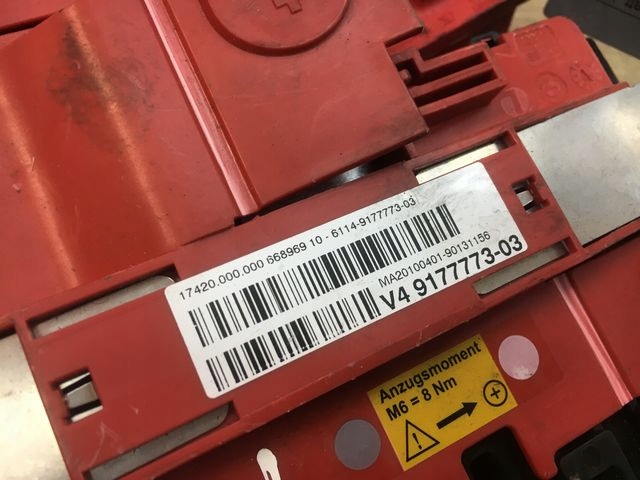 17420.000.000 668969 10 - 6114-9177773-03
MA20100401-90131156
V4 9177773-03
Anzugsmoment
M6 = 8 Nm